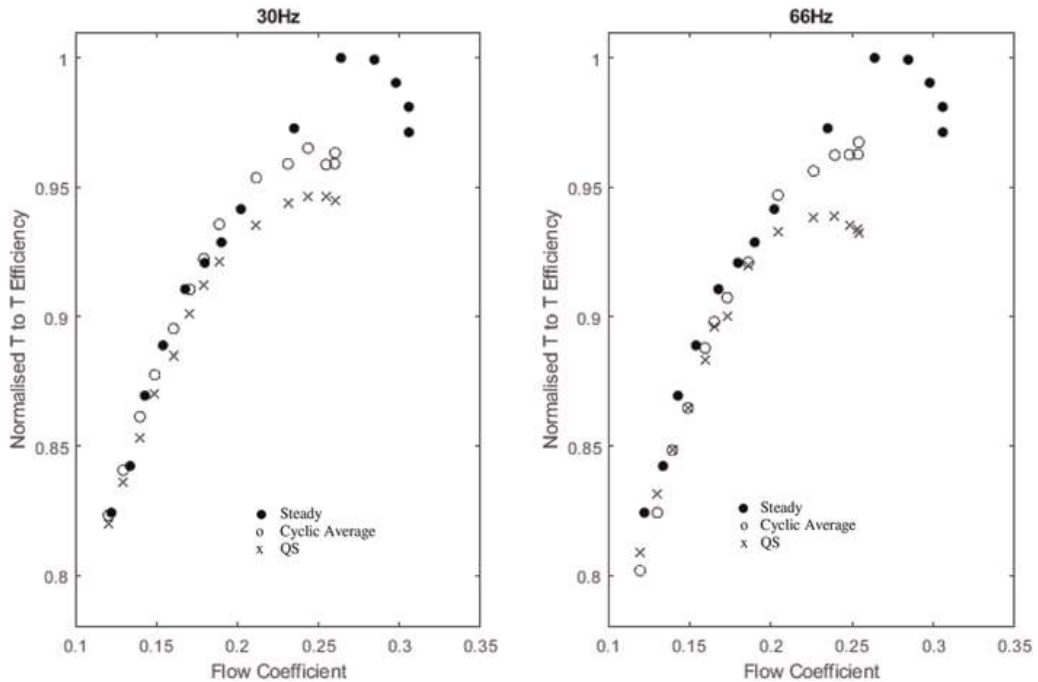 30Hz
1
0.95
0.9
0.85
0.8
Normalised T to T Efficiency
Steady
Cyclic Average
QS
0.1 0.15 0.2 0.25 0.3 0.35
Flow Coefficient
66Hz
1
0.95
0.9
0.85
0.8
Normalised T to T Efficiency
Steady
Cyclic Average
QS
0.1 0.15 0.2 0.25 0.3 0.35
Flow Coefficient